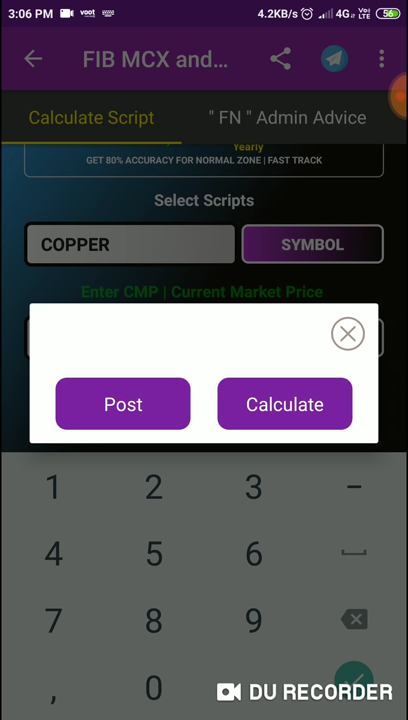 3:06 PM voot 4.2KB/s 4G Vo) LTE 56
FIB MCX and...
Calculate Script " FN " Admin Advice
Yearly
GET 80% ACCURACY FOR NORMAL ZONE | FAST TRACK
Select Scripts
COPPER SYMBOL
Enter CMP | Current Market Price
Post Calculate
1 2 3 -
4 5 6
7 8 9
, 0
DU RECORDER